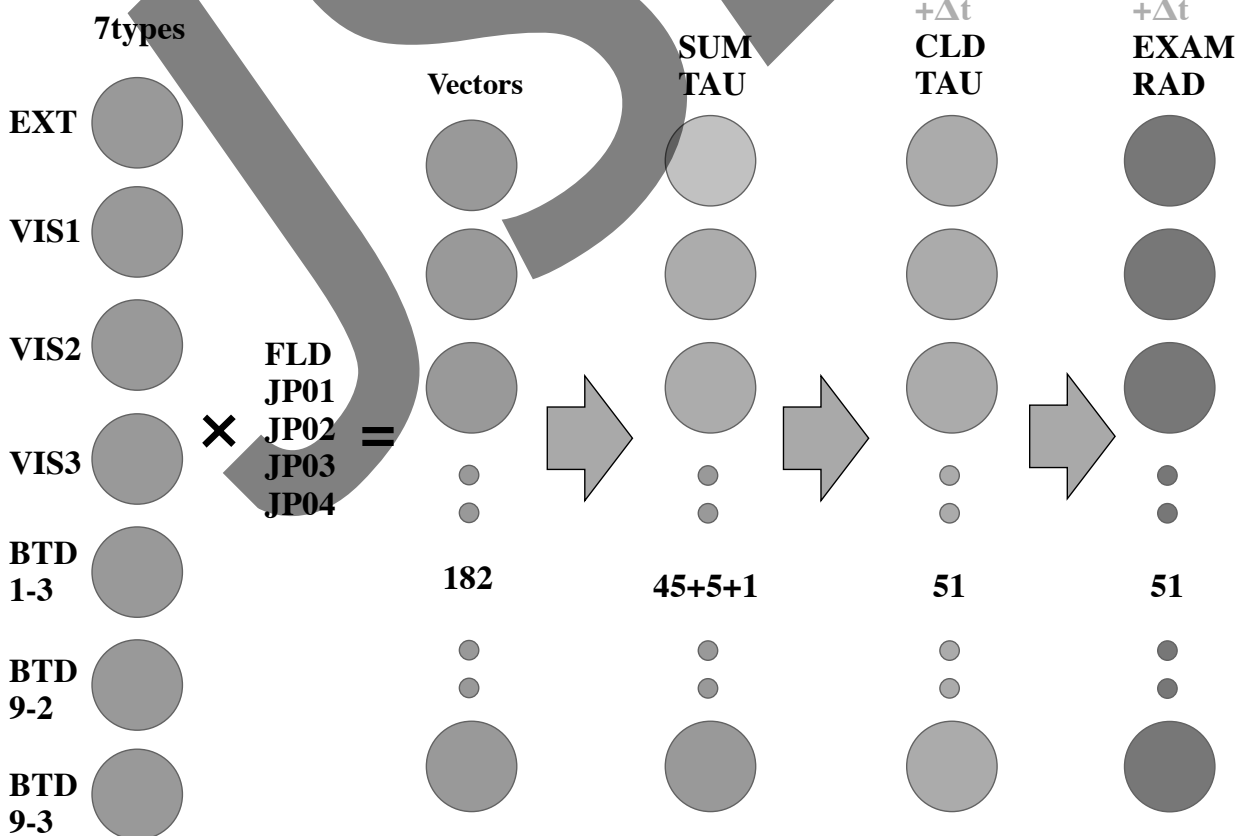 7types
EXT
VIS1
VIS2
VIS3
BTD
1-3
BTD
9-2
BTD
9-3
×
FLD
JP01
JP02
JP03
JP04
=
Vectors
182
SUM
TAU
45+5+1
+Δt
CLD
TAU
51
+Δt
EXAM
RAD
51